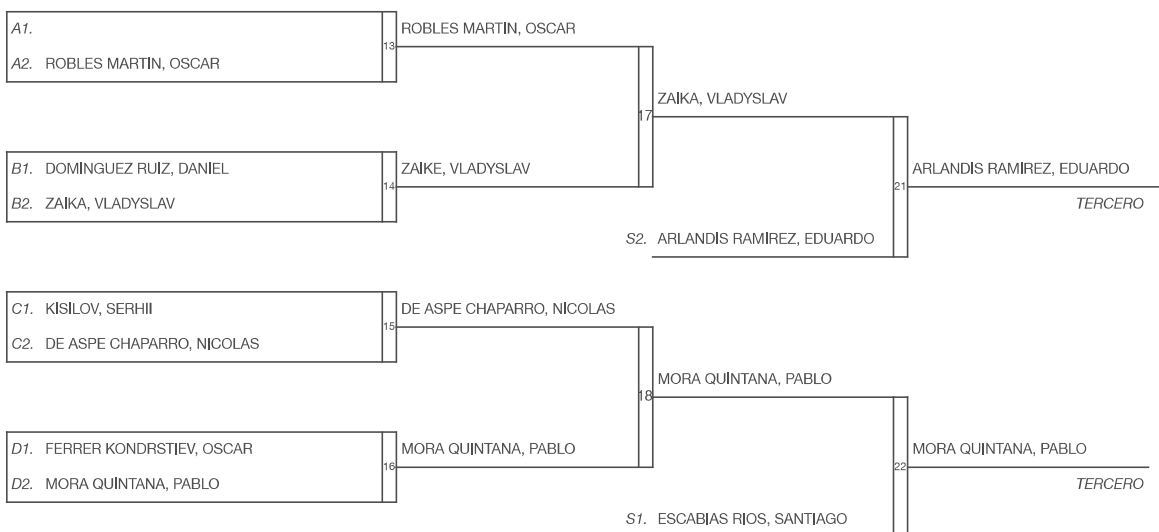 A1.
ROBLES MARTIN, OSCAR
13
A2. ROBLES MARTIN, OSCAR
ZAIKA, VLADYSLAV
17
B1. DOMINGUEZ RUIZ, DANIEL
ZAIKE, VLADYSLAV
14
ARLANDIS RAMIREZ, EDUARDO
21
B2. ZAIKA, VLADYSLAV
TERCERO
S2. ARLANDIS RAMIREZ, EDUARDO
C1. KISILOV, SERHII
DE ASPE CHAPARRO, NICOLAS
15
C2. DE ASPE CHAPARRO, NICOLAS
MORA QUINTANA, PABLO
18
D1. FERRER KONDRSTIEV, OSCAR
MORA QUINTANA, PABLO
16
MORA QUINTANA, PABLO
22
D2. MORA QUINTANA, PABLO
TERCERO
S1. ESCABIAS RIOS, SANTIAGO